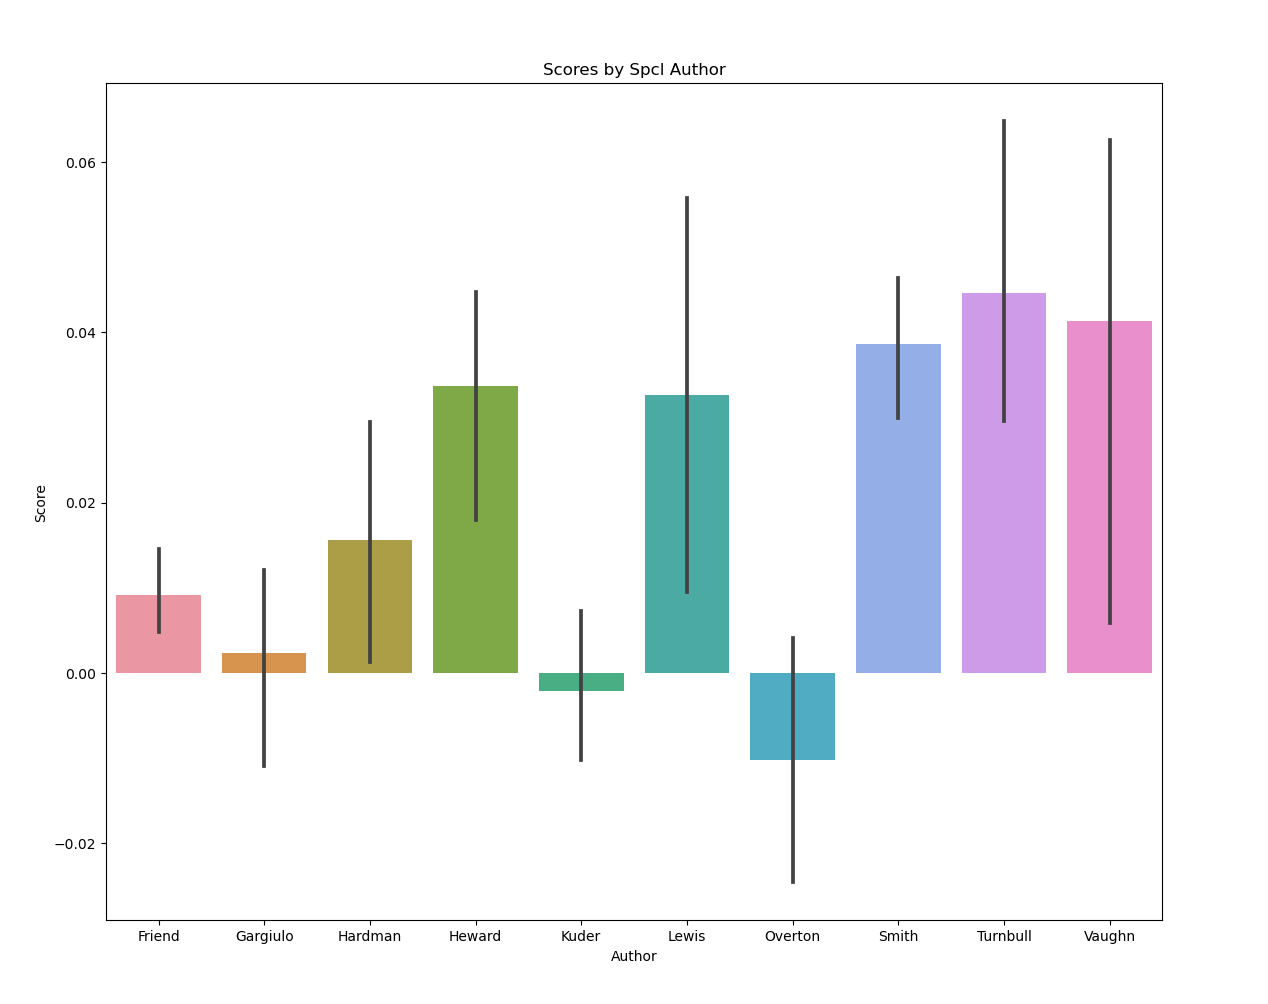 Scores by Spcl Author
0.06
0.04
0.02
0.00
−0.02
Score
Friend Gargiulo Hardman Heward Kuder Lewis Overton Smith Turnbull Vaughn
Author